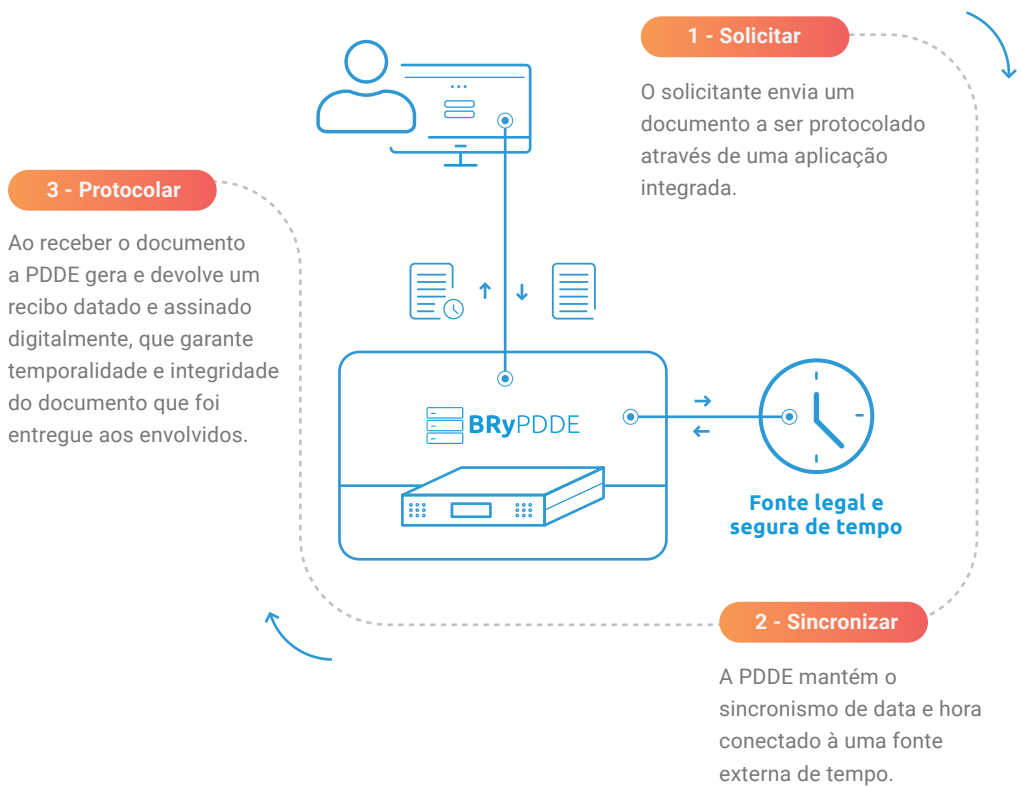 1 - Solicitar
O solicitante envia um
documento a ser protocolado
através de uma aplicação
integrada.
3 - Protocolar
Ao receber o documento
a PDDE gera e devolve um
recibo datado e assinado
digitalmente, que garante
temporalidade e integridade
do documento que foi
entregue aos envolvidos.
BRyPDDE
Fonte legal e
segura de tempo
2 - Sincronizar
A PDDE mantém o
sincronismo de data e hora
conectado à uma fonte
externa de tempo.